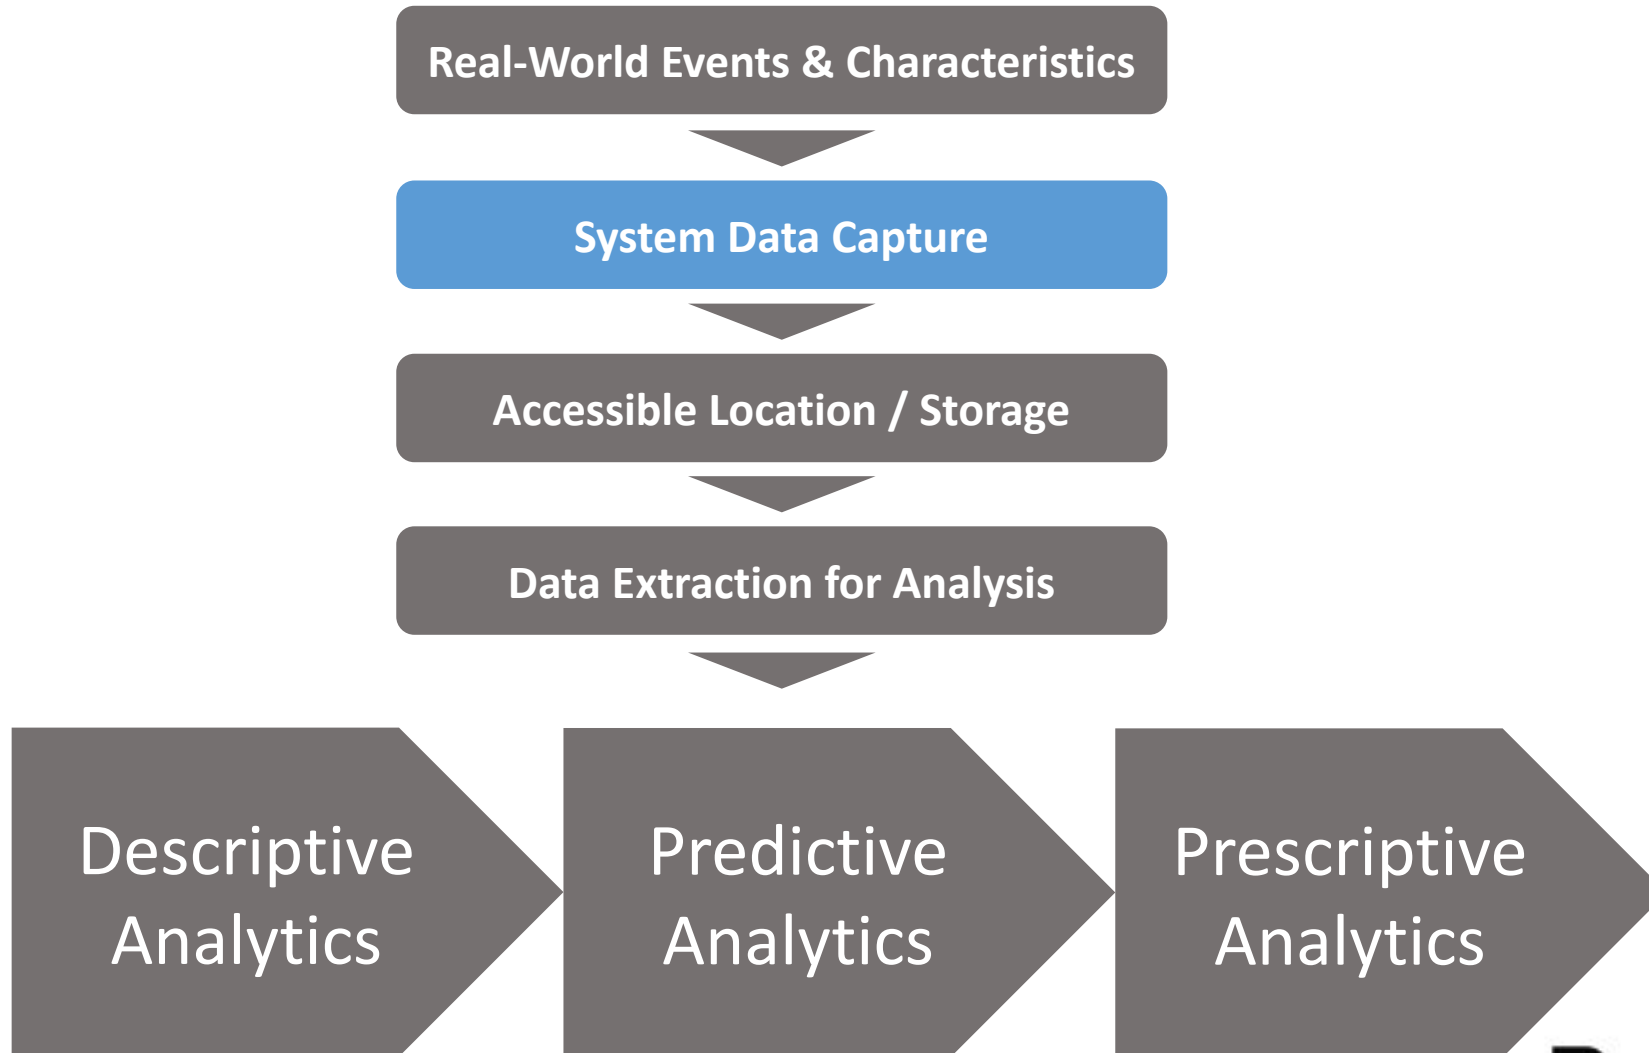 Real-World Events & Characteristics
System Data Capture
Accessible Location / Storage
Data Extraction for Analysis
Descriptive
Analytics
Predictive
Analytics
Prescriptive
Analytics